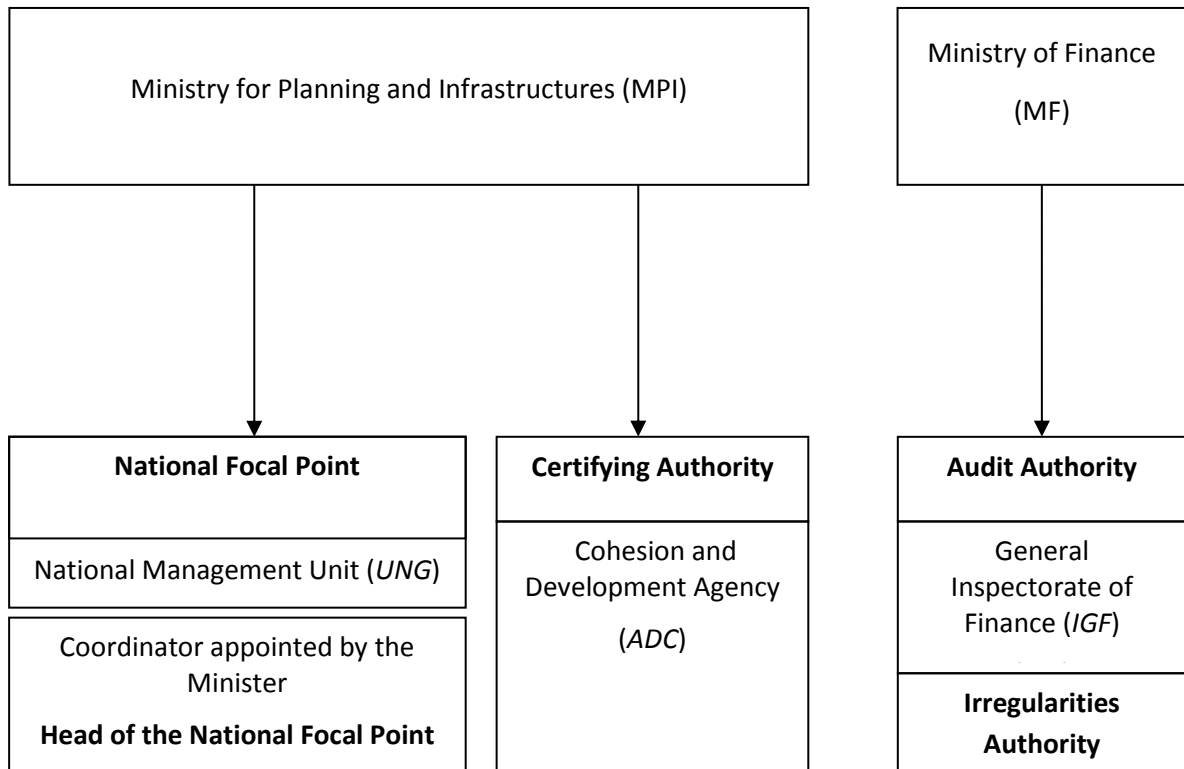 Ministry for Planning and Infrastructures (MPI)
Ministry of Finance
(MF)
National Focal Point
National Management Unit (UNG)
Coordinator appointed by the
Minister
Head of the National Focal Point
Certifying Authority
Cohesion and
Development Agency
(ADC)
Audit Authority
General
Inspectorate of
Finance (IGF)
Irregularities
Authority